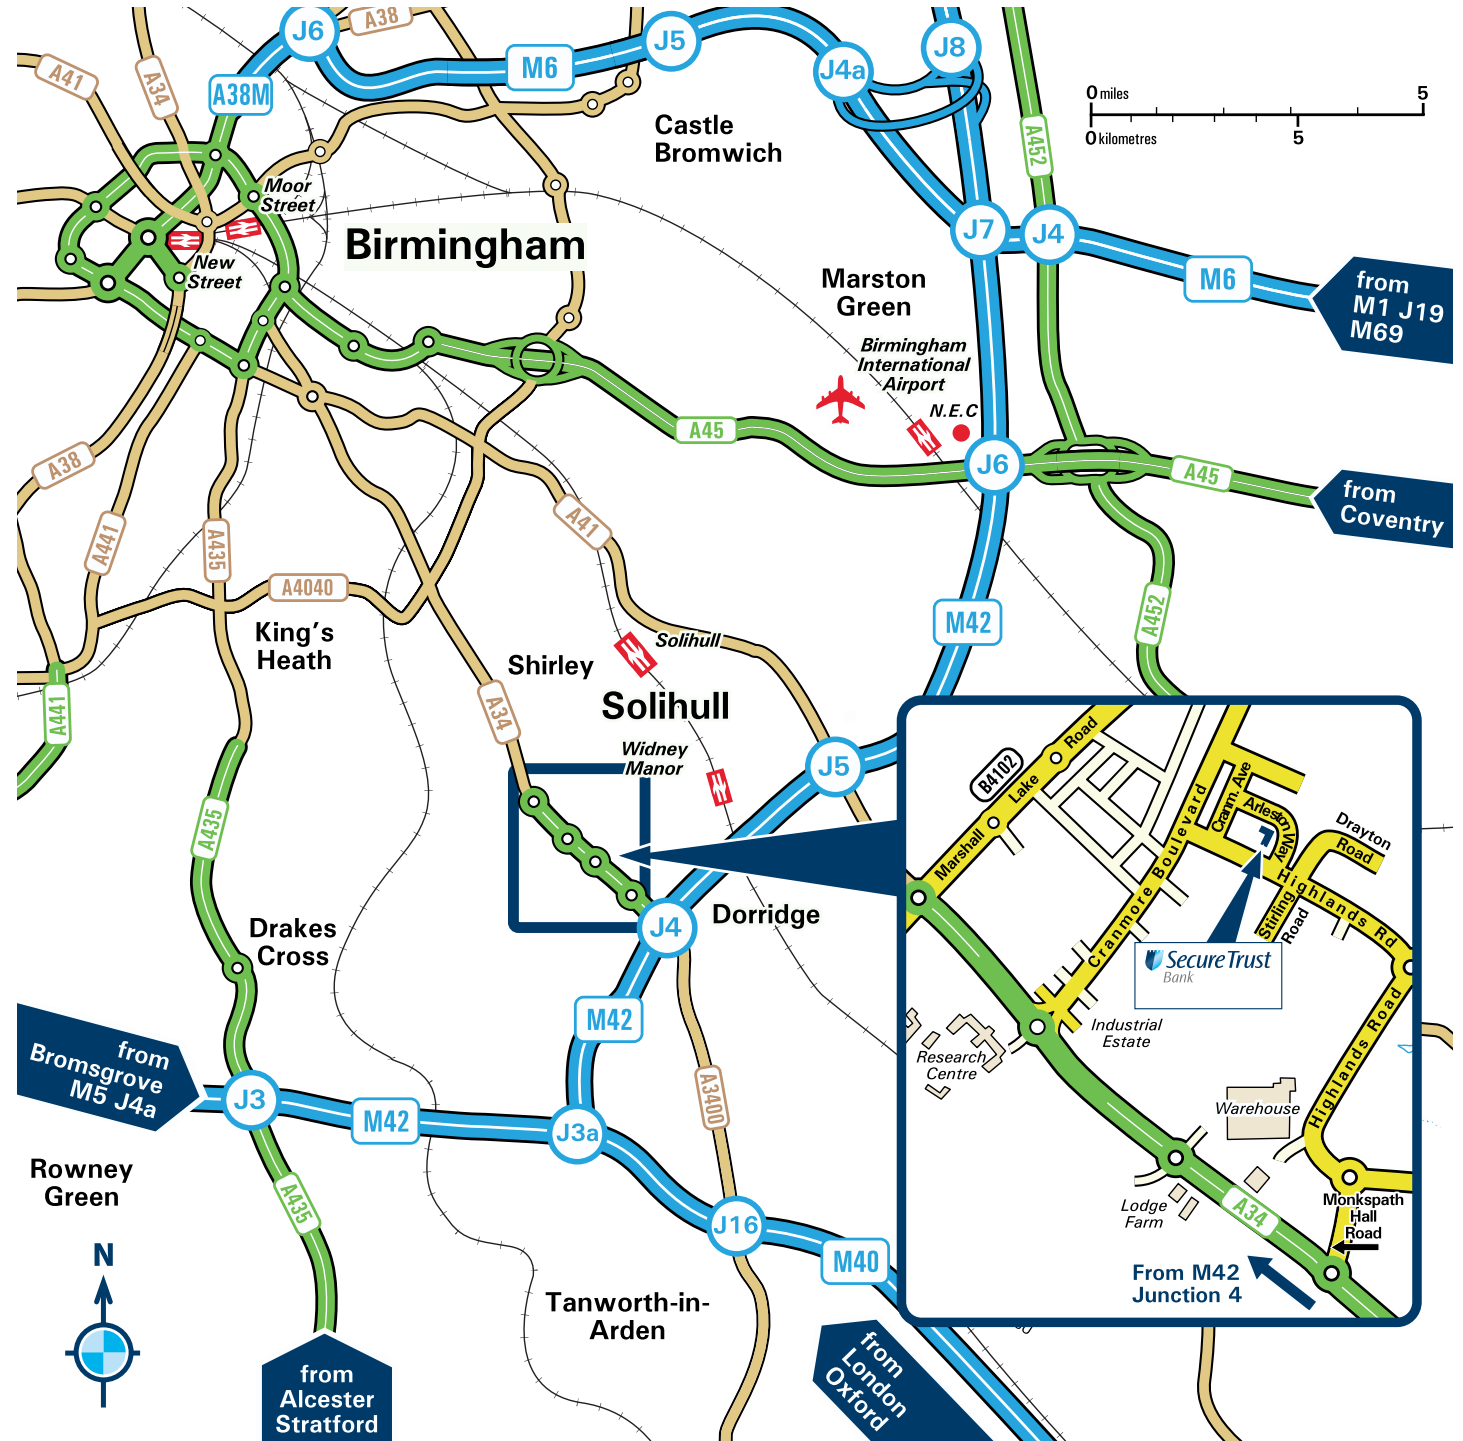 J6
A38
J5
J8
M6
J4a
A41
A34
A38M
0 miles
5
0 kilometres
5
Castle
Bromwich
A452
Moor
Street
Birmingham
New
Street
J7
J4
M6
from
M1 J19
M69
Marston
Green
Birmingham
International
Airport
N.E.C
A45
J6
A45
from
Coventry
A38
A441
A435
A41
A4040
M42
A452
King's
Heath
Solihull
Shirley
A441
A34
Solihull
Widney
Manor
J5
A435
J4
Dorridge
Drakes
Cross
M42
from
Bromsgrove
M5 J4a
J3
M42
J3a
A3400
Rowney
Green
A435
J16
M40
N
Tanworth-in-
Arden
from
Alcester
Stratford
from
London
Oxford
B4102
Marshall Lake Road
Cranmore Boulevard
Cranm. Ave
Arleston Way
Drayton
Road
Highlands Rd
Stirling
Road
Secure Trust
Bank
Industrial
Estate
Research
Centre
Highlands Road
Warehouse
Lodge
Farm
A34
Monkspath
Hall
Road
From M42
Junction 4